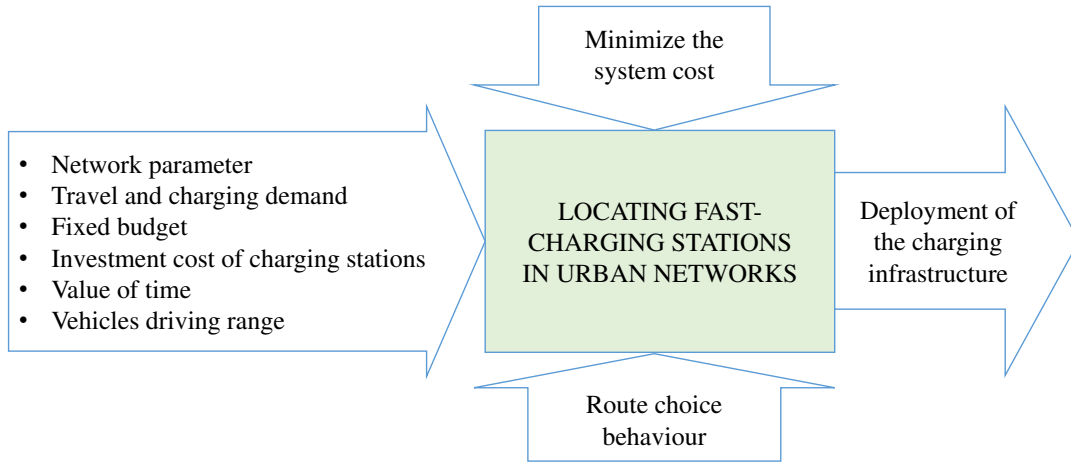 Minimize the
system cost
• Network parameter
• Travel and charging demand
• Fixed budget
• Investment cost of charging stations
• Value of time
• Vehicles driving range
LOCATING FAST-
CHARGING STATIONS
IN URBAN NETWORKS
Deployment of
the charging
infrastructure
Route choice
behaviour